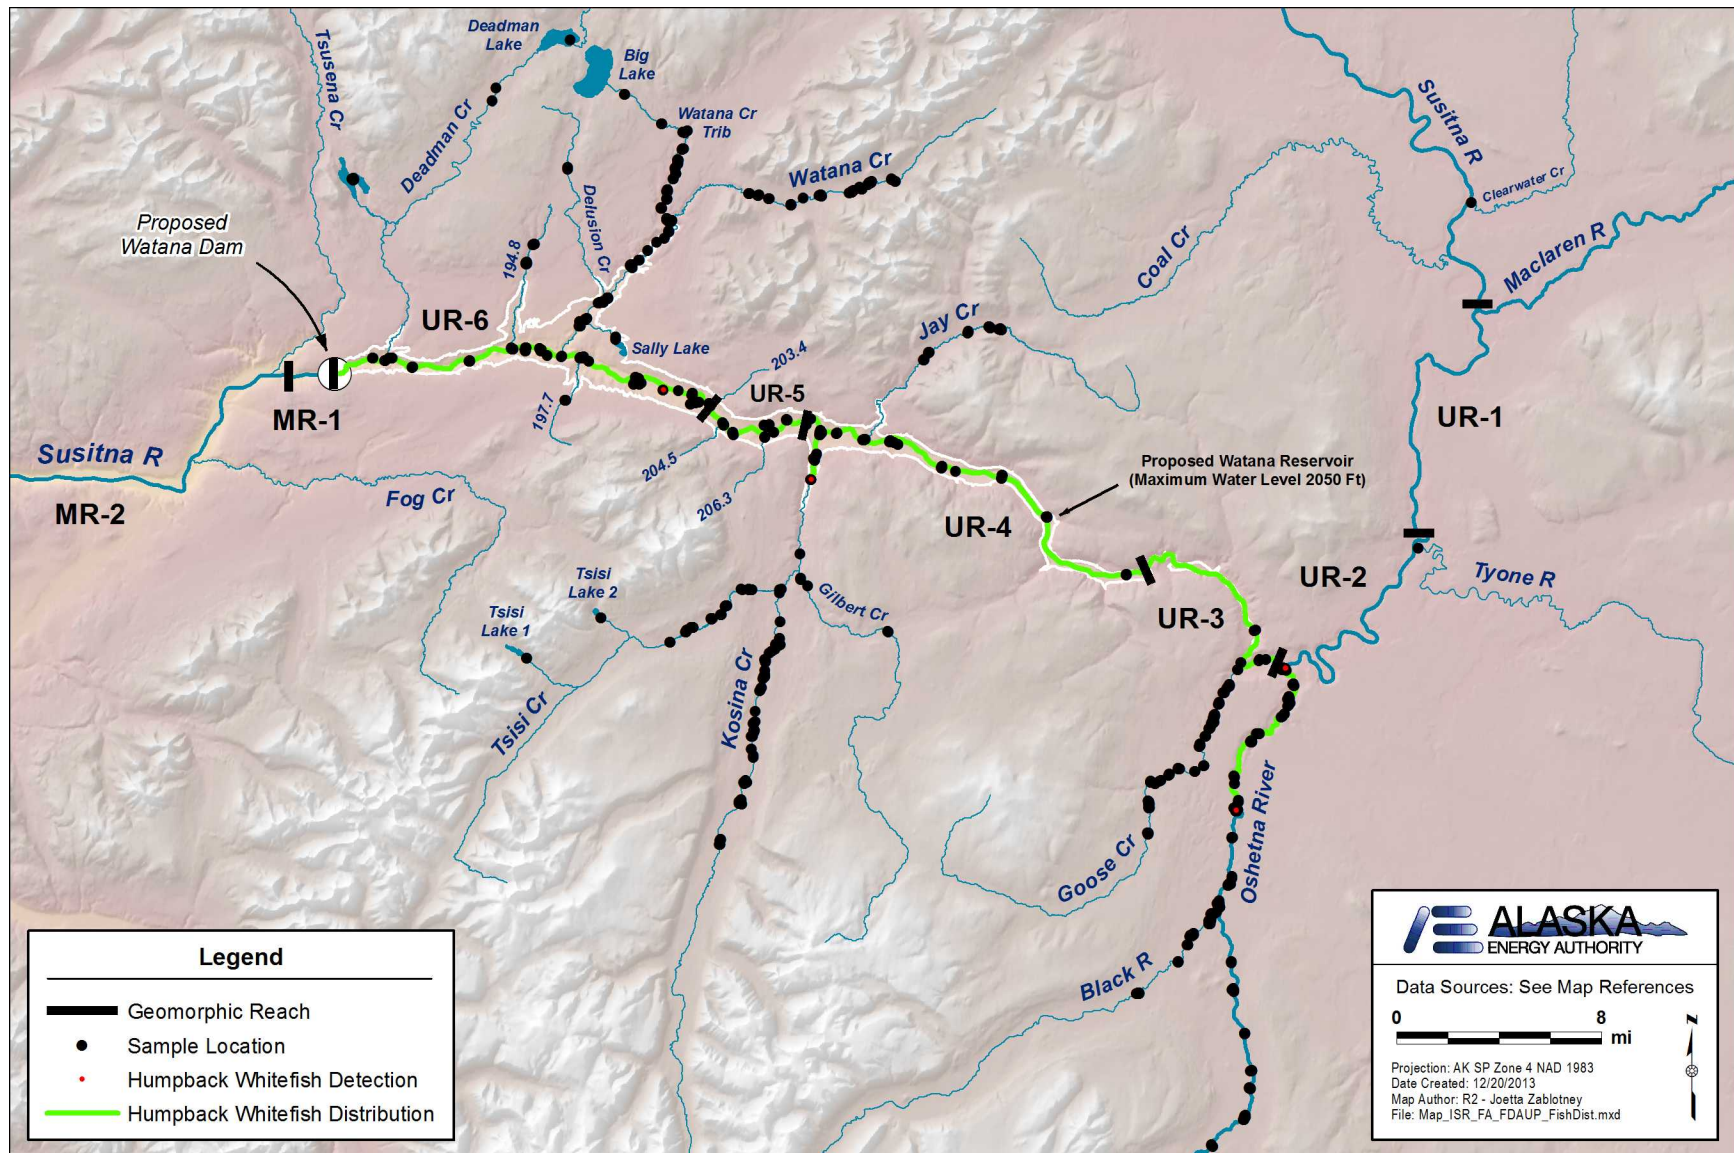 Deadman
Lake
Big
Lake
Tsusena Cr
Deadman Cr
Watana Cr
Trib
Watana Cr
Susitna R
Clearwater Cr
Maclaren R
Coal Cr
Proposed
Watana Dam
Delusion Cr
194.8
UR-6
Sally Lake
Jay Cr
203.4
UR-5
UR-1
MR-1
197.7
Susitna R
MR-2
Fog Cr
204.5
206.3
Proposed Watana Reservoir
(Maximum Water Level 2050 Ft)
UR-4
UR-2
Tyone R
UR-3
Tsisi
Lake 2
Tsisi
Lake 1
Gilbert Cr
Tsisi Cr
Kosina Cr
Goose Cr
Oshetna River
Black R
Legend
Geomorphic Reach
Sample Location
Humpback Whitefish Detection
Humpback Whitefish Distribution
ALASKA
ENERGY AUTHORITY
Data Sources: See Map References
0 8
mi
N
Projection: AK SP Zone 4 NAD 1983
Date Created: 12/20/2013
Map Author: R2 - Joetta Zablotney
File: Map_ISR_FA_FDAUP_FishDist.mxd